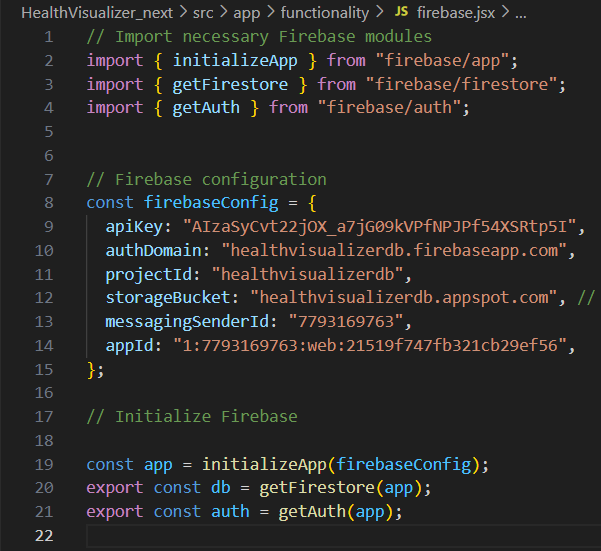 HealthVisualizer_next > src > app > functionality > JS firebase.jsx > ...
1 // Import necessary Firebase modules
2 import { initializeApp } from "firebase/app";
3 import { getFirestore } from "firebase/firestore";
4 import { getAuth } from "firebase/auth";
5
6
7 // Firebase configuration
8 const firebaseConfig = {
9 apiKey: "AIzaSyCvt22jOX_a7jG09kVPfNPJPf54XSRtp5I",
10 authDomain: "healthvisualizerdb.firebaseapp.com",
11 projectId: "healthvisualizerdb",
12 storageBucket: "healthvisualizerdb.appspot.com", //
13 messagingSenderId: "7793169763",
14 appId: "1:7793169763:web:21519f747fb321cb29ef56",
15 };
16
17 // Initialize Firebase
18
19 const app = initializeApp(firebaseConfig);
20 export const db = getFirestore(app);
21 export const auth = getAuth(app);
22